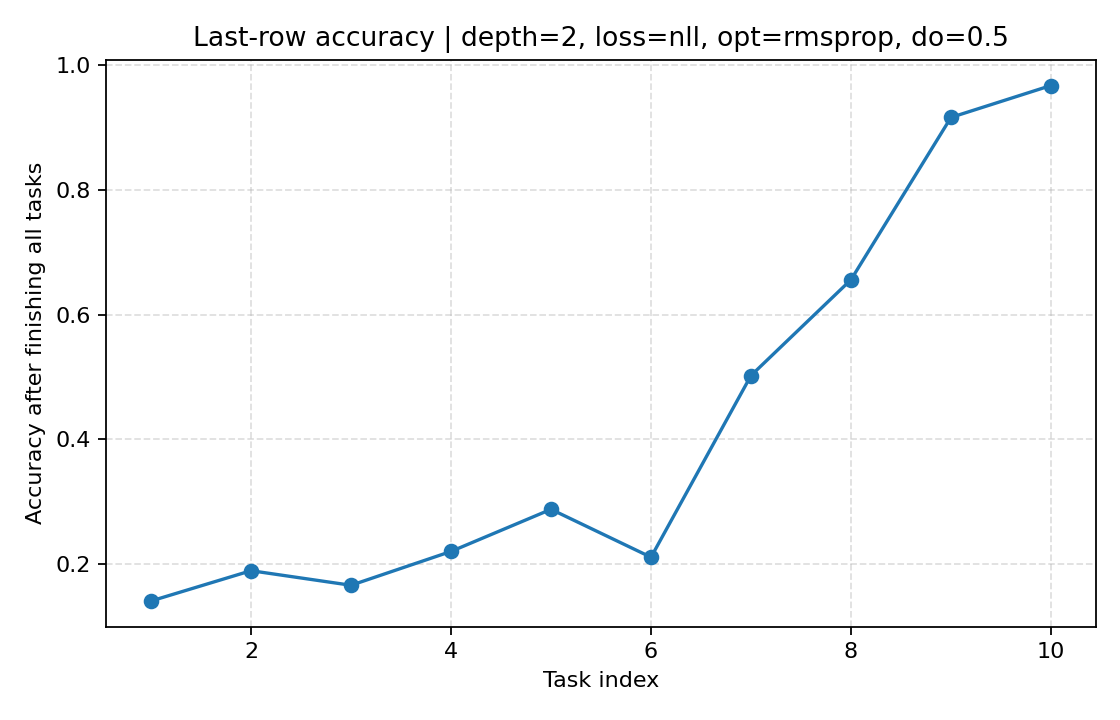 Last-row accuracy | depth=2, loss=nll, opt=rmsprop, do=0.5
Accuracy after finishing all tasks
1.0
0.8
0.6
0.4
0.2
2 4 6 8 10
Task index